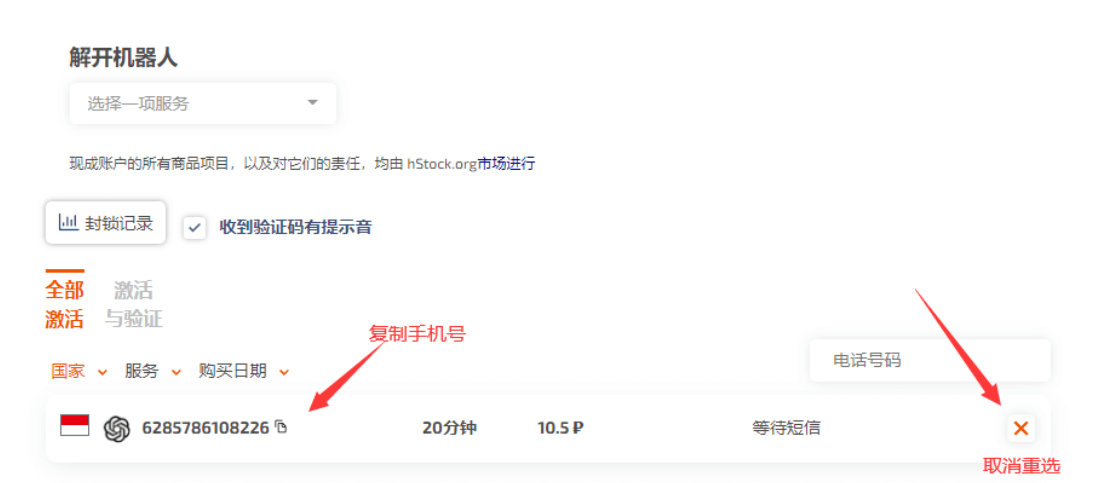 解开机器人
选择一项服务
现成账户的所有商品项目，以及对它们的责任，均由 hStock.org市场进行
封锁记录
收到验证码有提示音
全部 激活
激活 与验证
复制手机号
国家 服务 购买日期
电话号码
6285786108226 20分钟 10.5 ₽ 等待短信
取消重选